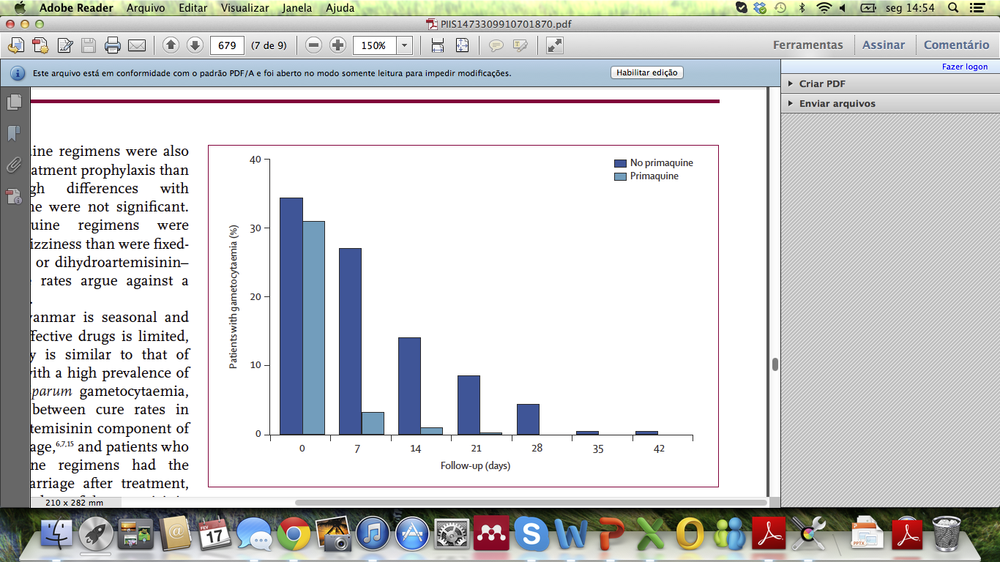 Adobe Reader Arquivo Editar Visualizar Janela Ajuda seg 14:54
PIIS1473309910701870.pdf
679 (7 de 9) 150% Ferramentas Assinar Comentário
Este arquivo está em conformidade com o padrão PDF/A e foi aberto no modo somente leitura para impedir modificações. Habilitar edição
Fazer logon
Criar PDF
Enviar arquivos
uine regimens were also
eatment prophylaxis than
gh differences with
ne were not significant.
uine regimens were
izziness than were fixed-
or dihydroartemisinin–
rates argue against a
yanmar is seasonal and
ffective drugs is limited,
y is similar to that of
with a high prevalence of
parum gametocytaemia,
between cure rates in
temisinin component of
age,6,7,15 and patients who
ne regimens had the
arriage after treatment,
40
30
20
10
0
Patients with gametocytaemia (%)
No primaquine
Primaquine
0 7 14 21 28 35 42
Follow-up (days)
210 x 282 mm
FEV
17
PPTX